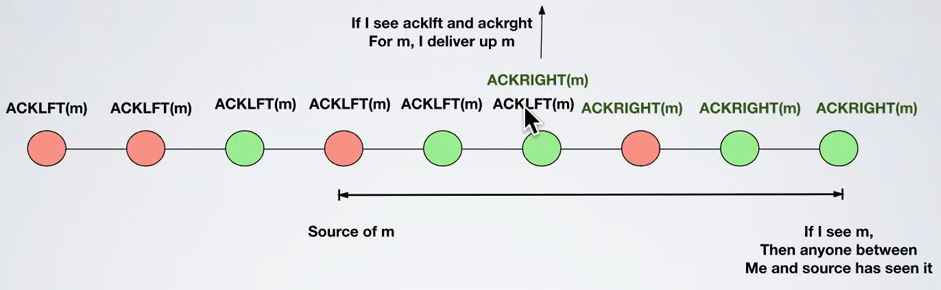 If I see acklft and ackrght
For m, I deliver up m
ACKRIGHT(m)
ACKLFT(m) ACKLFT(m) ACKLFT(m) ACKLFT(m) ACKLFT(m) ACKLFT(m) ACKRIGHT(m) ACKRIGHT(m) ACKRIGHT(m)
Source of m
If I see m,
Then anyone between
Me and source has seen it